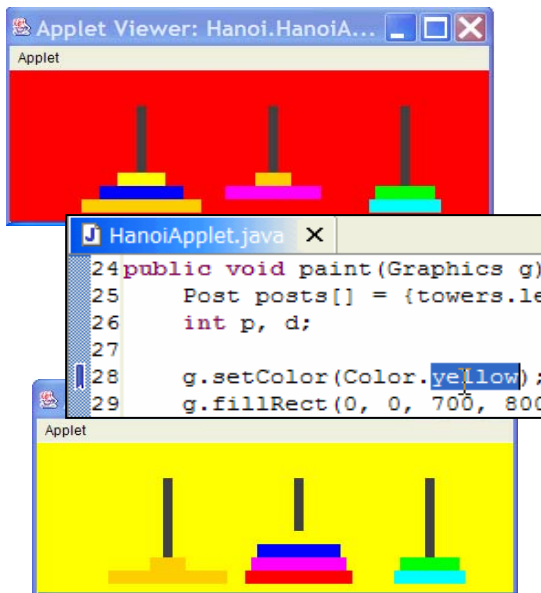 Applet Viewer: Hanoi.HanoiA...
Applet
HanoiApplet.java
24 public void paint(Graphics g)
25 Post posts[] = {towers.le
26 int p, d;
27
28 g.setColor(Color.yellow);
29 g.fillRect(0, 0, 700, 800
Applet